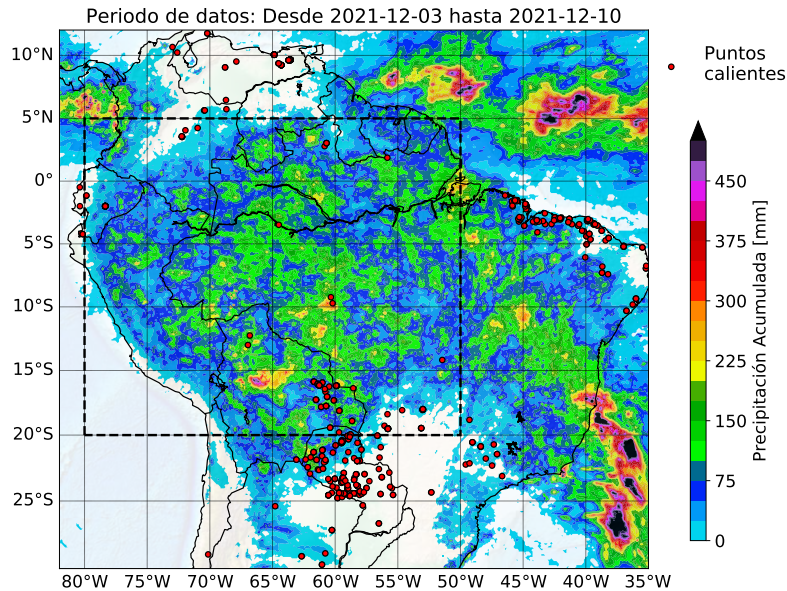 Periodo de datos: Desde 2021-12-03 hasta 2021-12-10
10°N
5°N
0°
5°S
10°S
15°S
20°S
25°S
80°W 75°W 70°W 65°W 60°W 55°W 50°W 45°W 40°W 35°W
Puntos
calientes
450
375
300
225
150
75
0
Precipitación Acumulada [mm]